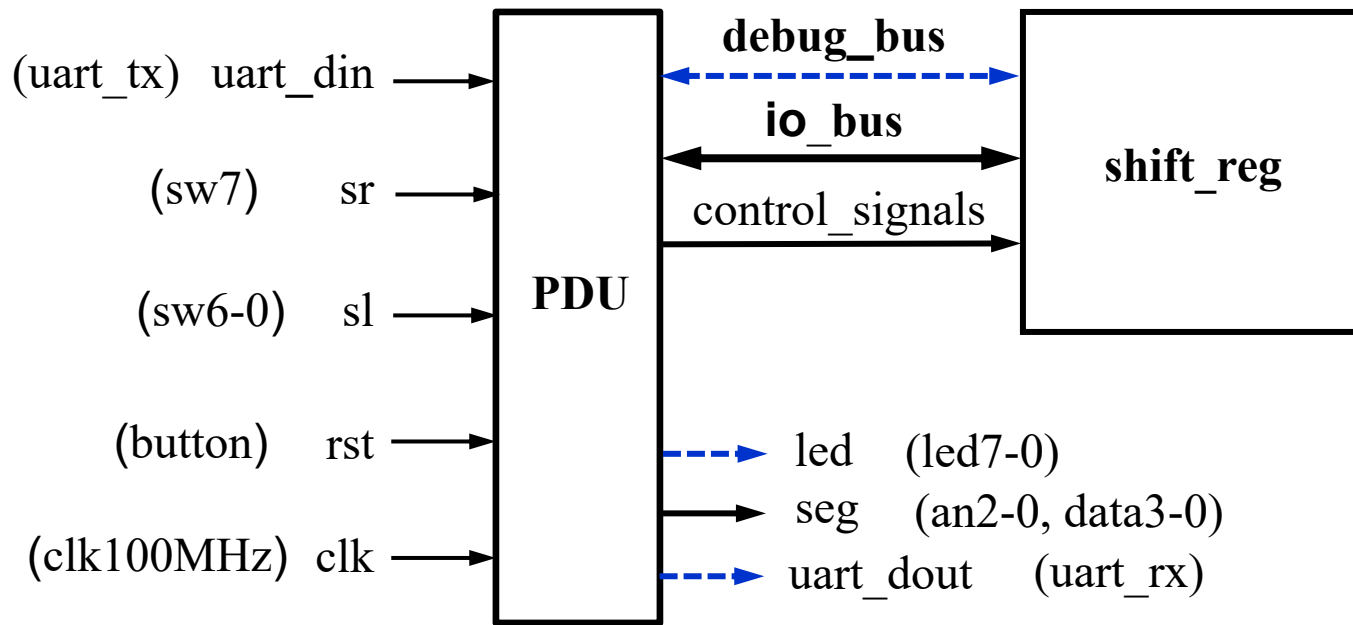 (uart_tx) uart_din
(sw7) sr
(sw6-0) sl
(button) rst
(clk100MHz) clk
PDU
debug_bus
io_bus
control_signals
shift_reg
led (led7-0)
seg (an2-0, data3-0)
uart_dout (uart_rx)